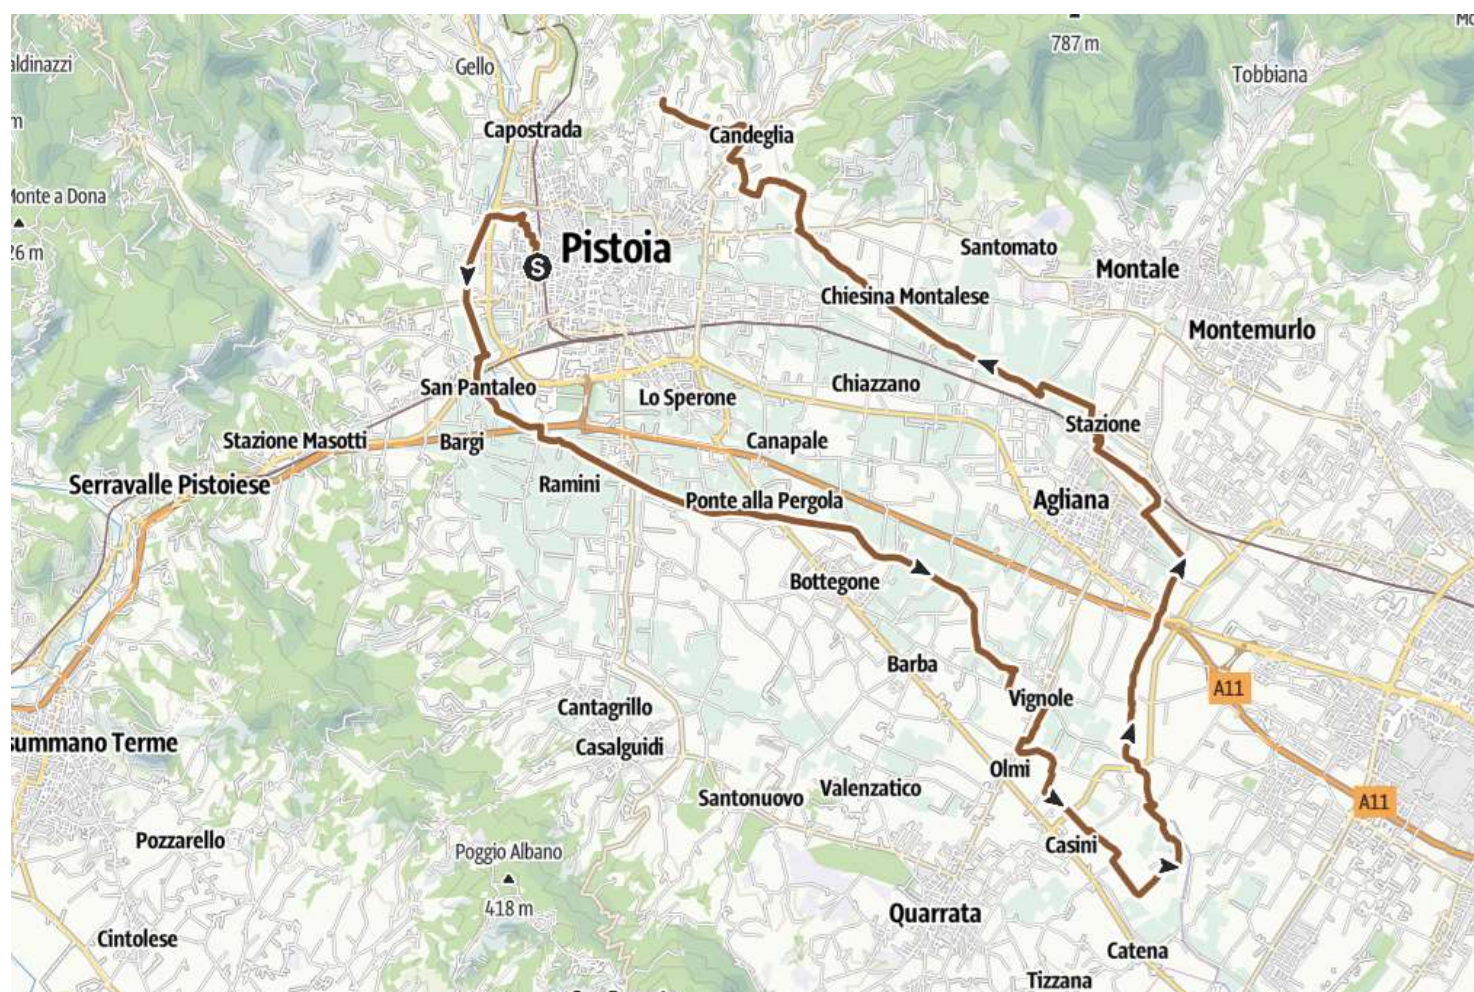 787 m
aldinazzi
Gello
Tobbiana
m
Capostrada
Candeglia
Monte a Dona
26 m
Pistoia
S
Santomato
Montale
Chiesina Montalese
Montemurlo
San Pantaleo
Lo Sperone
Chiazzano
Stazione
Stazione Masotti
Bargi
Canapale
Serravalle Pistoiese
Ramini
Ponte alla Pergola
Agliana
Bottegone
Barba
A11
Vignole
Cantagrillo
summano Terme
Casalguidi
Olmi
Santonuovo
Valenzatico
A11
Pozzarello
Poggio Albano
Casini
418 m
Quarrata
Cintolese
Catena
Tizzana